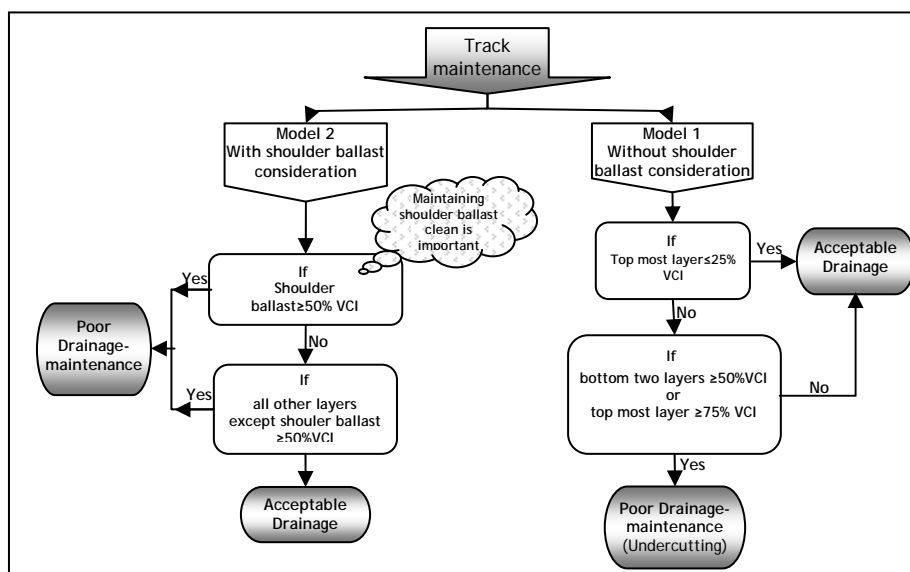 Track
maintenance
Model 2
With shoulder ballast
consideration
Model 1
Without shoulder
ballast consideration
Maintaining
shoulder ballast
clean is
important
If
Shoulder
ballast≥50% VCI
Yes
No
Poor
Drainage-
maintenance
If
all other layers
except shouler ballast
≥50%VCI
Yes
Acceptable
Drainage
If
Top most layer≤25%
VCI
Yes
Acceptable
Drainage
No
If
bottom two layers ≥50%VCI
or
top most layer ≥75% VCI
No
Yes
Poor Drainage-
maintenance
(Undercutting)